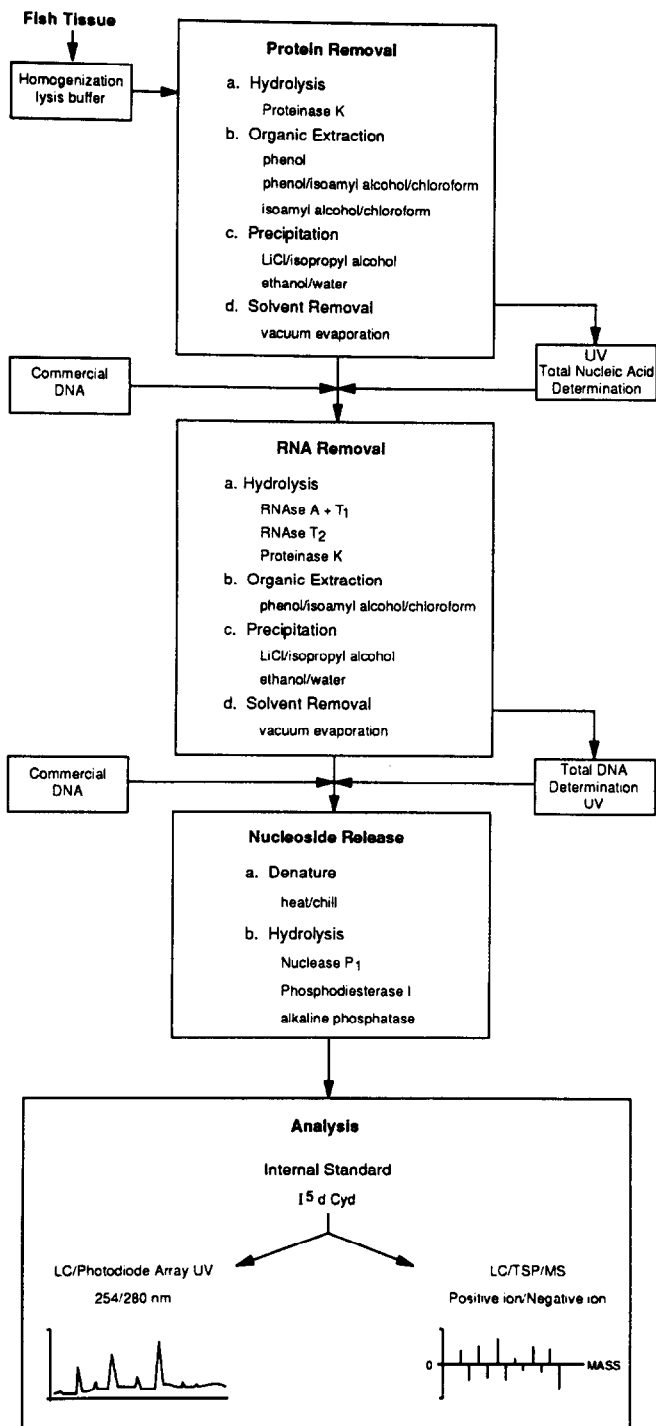 Fish Tissue
Homogenization
lysis buffer
Protein Removal
a. Hydrolysis
Proteinase K
b. Organic Extraction
phenol
phenol/isoamyl alcohol/chloroform
isoamyl alcohol/chloroform
c. Precipitation
LiCl/isopropyl alcohol
ethanol/water
d. Solvent Removal
vacuum evaporation
UV
Total Nucleic Acid
Determination
Commercial
DNA
RNA Removal
a. Hydrolysis
RNAse A + T1
RNAse T2
Proteinase K
b. Organic Extraction
phenol/isoamyl alcohol/chloroform
c. Precipitation
LiCl/isopropyl alcohol
ethanol/water
d. Solvent Removal
vacuum evaporation
Commercial
DNA
Total DNA
Determination
UV
Nucleoside Release
a. Denature
heat/chill
b. Hydrolysis
Nuclease P1
Phosphodiesterase I
alkaline phosphatase
Analysis
Internal Standard
I5 d Cyd
LC/Photodiode Array UV
254/280 nm
LC/TSP/MS
Positive ion/Negative ion
0 MASS